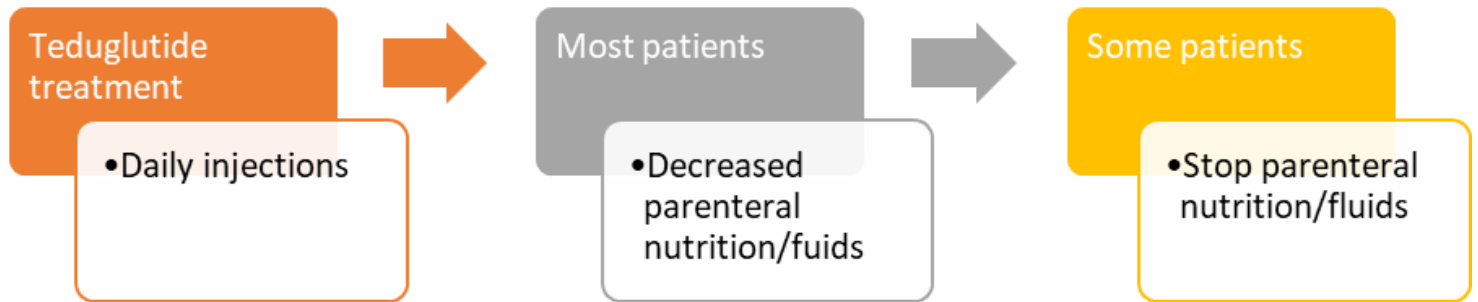 Teduglutide
treatment
•Daily injections
Most patients
•Decreased
parenteral
nutrition/fuids
Some patients
•Stop parenteral
nutrition/fluids